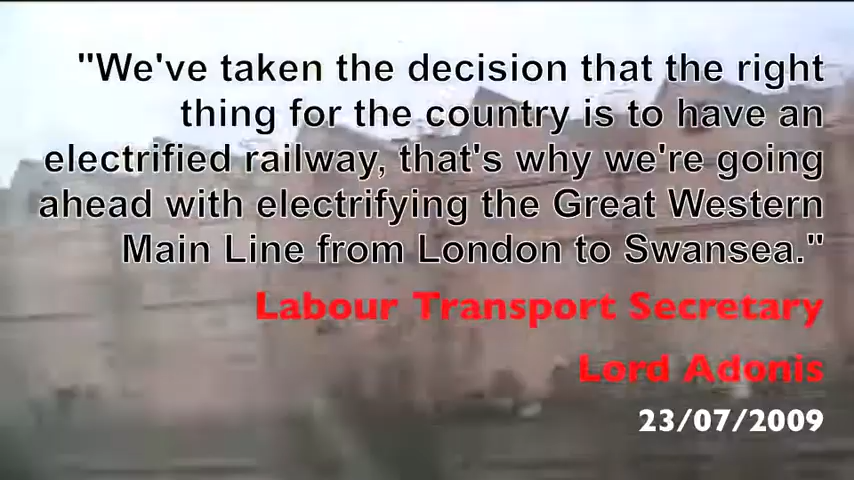 "We've taken the decision that the right
thing for the country is to have an
electrified railway, that's why we're going
ahead with electrifying the Great Western
Main Line from London to Swansea."
Labour Transport Secretary
Lord Adonis
23/07/2009